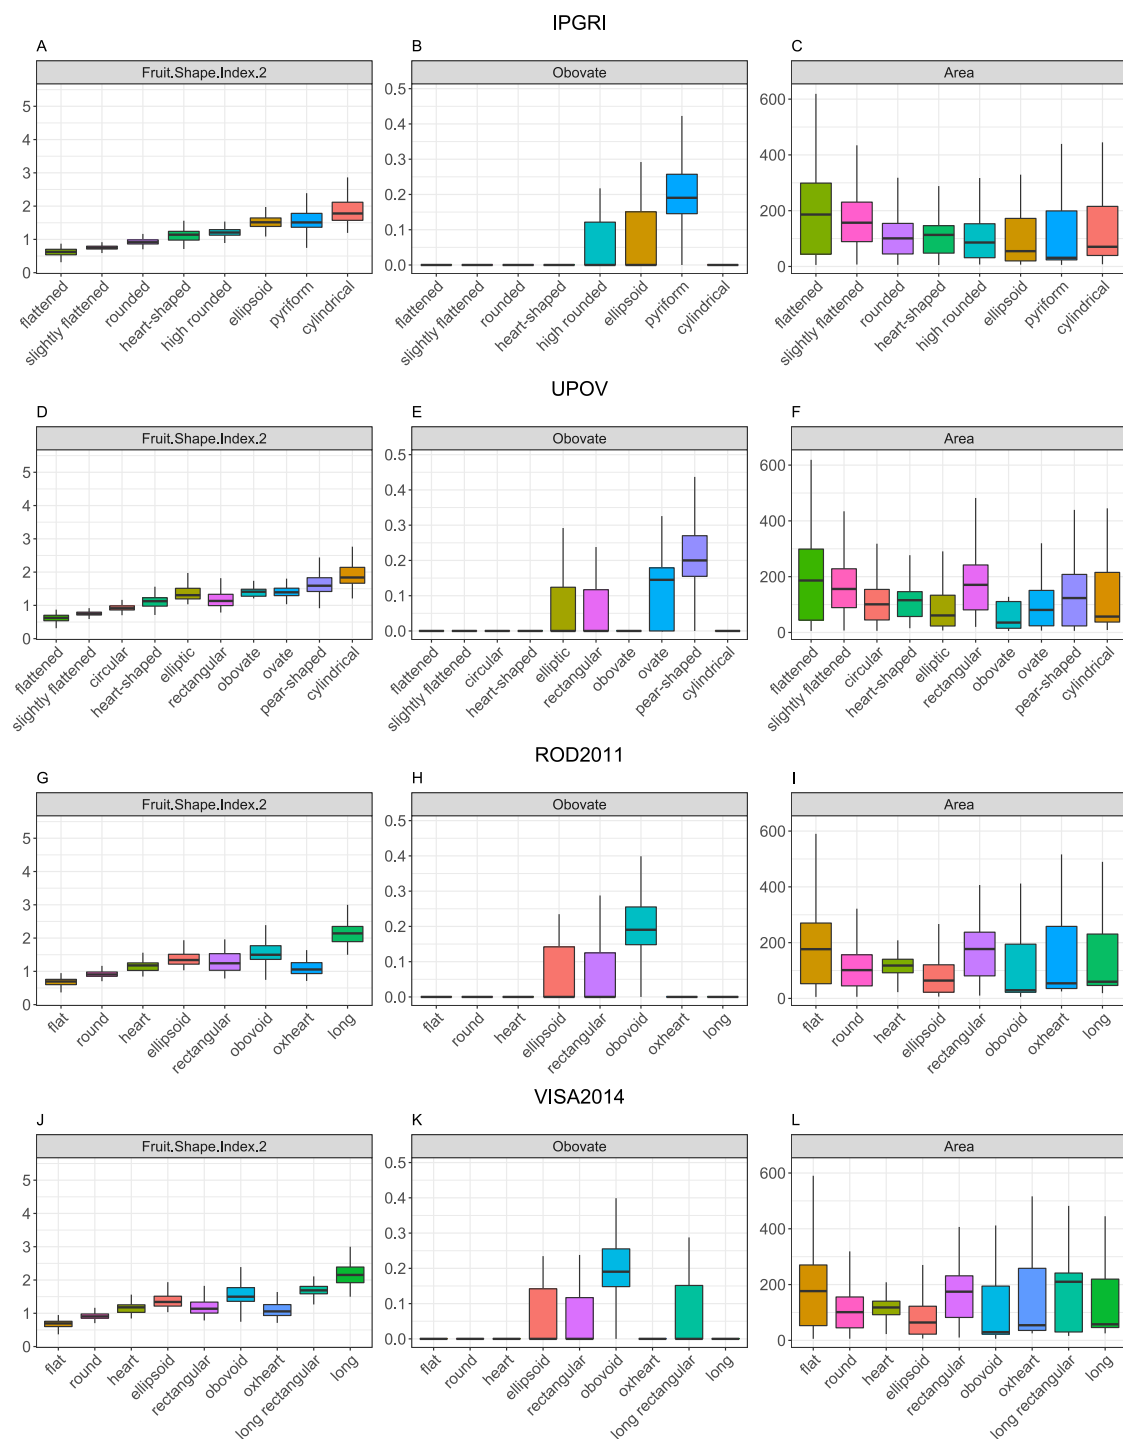 IPGRI
A B C
Fruit.Shape.Index.2 Obovate Area
5
4
3
2
1
0
0.5
0.4
0.3
0.2
0.1
0.0
600
400
200
0
flattened
slightly flattened
rounded
heart-shaped
high rounded
ellipsoid
pyriform
cylindrical
flattened
slightly flattened
rounded
heart-shaped
high rounded
ellipsoid
pyriform
cylindrical
flattened
slightly flattened
rounded
heart-shaped
high rounded
ellipsoid
pyriform
cylindrical
UPOV
D E F
Fruit.Shape.Index.2 Obovate Area
5
4
3
2
1
0
0.5
0.4
0.3
0.2
0.1
0.0
600
400
200
0
flattened
slightly flattened
circular
heart-shaped
elliptic
rectangular
obovate
ovate
pear-shaped
cylindrical
flattened
slightly flattened
circular
heart-shaped
elliptic
rectangular
obovate
ovate
pear-shaped
cylindrical
flattened
slightly flattened
circular
heart-shaped
elliptic
rectangular
obovate
ovate
pear-shaped
cylindrical
ROD2011
G H I
Fruit.Shape.Index.2 Obovate Area
5
4
3
2
1
0
0.5
0.4
0.3
0.2
0.1
0.0
600
400
200
0
flat
round
heart
ellipsoid
rectangular
obovoid
oxheart
long
flat
round
heart
ellipsoid
rectangular
obovoid
oxheart
long
flat
round
heart
ellipsoid
rectangular
obovoid
oxheart
long
VISA2014
J K L
Fruit.Shape.Index.2 Obovate Area
5
4
3
2
1
0
0.5
0.4
0.3
0.2
0.1
0.0
600
400
200
0
flat
round
heart
ellipsoid
rectangular
obovoid
oxheart
long rectangular
long
flat
round
heart
ellipsoid
rectangular
obovoid
oxheart
long rectangular
long
flat
round
heart
ellipsoid
rectangular
obovoid
oxheart
long rectangular
long